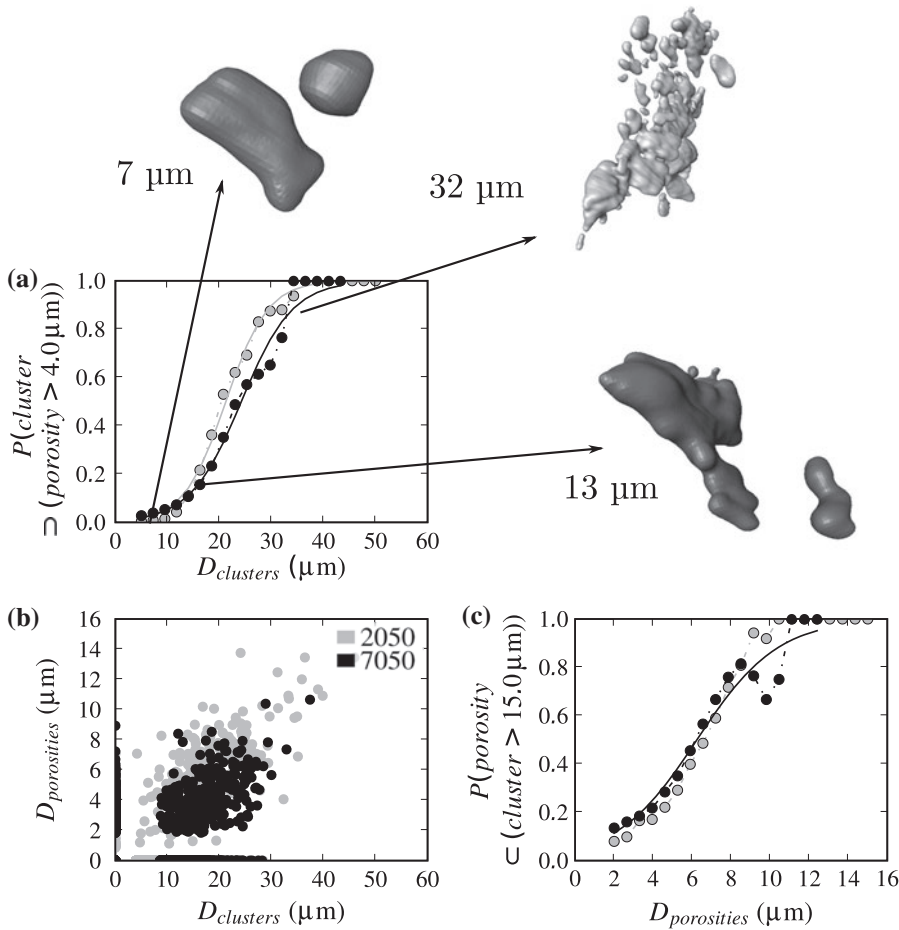 7 μm
32 μm
(a)
P(cluster
⊃ (porosity > 4.0 μm))
1.0
0.8
0.6
0.4
0.2
0.0
0 10 20 30 40 50 60
D_clusters (μm)
13 μm
(b)
D_porosities (μm)
16
14
12
10
8
6
4
2
0
2050
7050
0 10 20 30 40 50 60
D_clusters (μm)
(c)
P(porosity
⊂ (cluster > 15.0 μm))
1.0
0.8
0.6
0.4
0.2
0.0
0 2 4 6 8 10 12 14 16
D_porosities (μm)